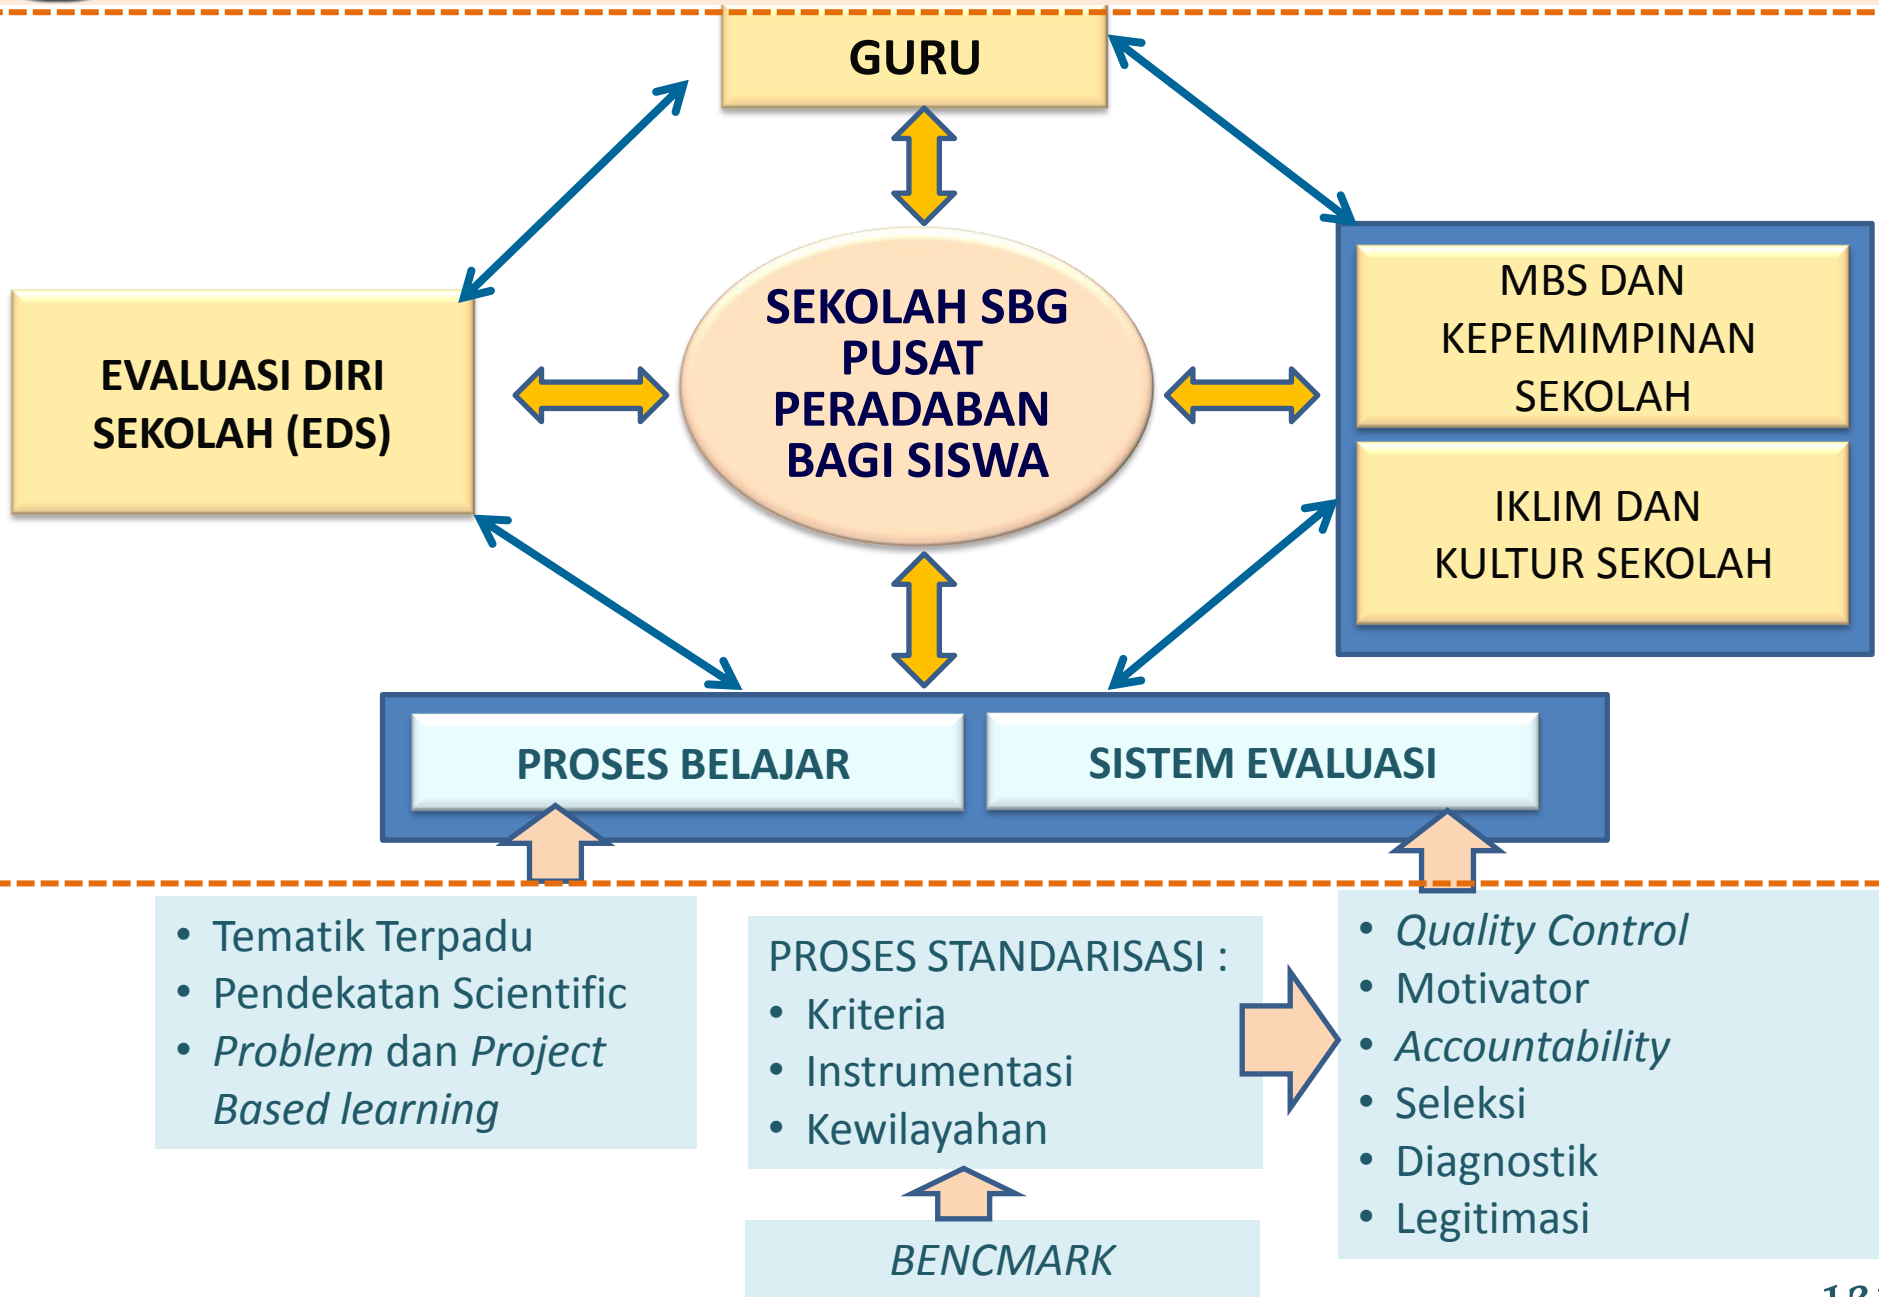 GURU
EVALUASI DIRI
SEKOLAH (EDS)
SEKOLAH SBG
PUSAT
PERADABAN
BAGI SISWA
MBS DAN
KEPEMIMPINAN
SEKOLAH
IKLIM DAN
KULTUR SEKOLAH
PROSES BELAJAR
SISTEM EVALUASI
• Tematik Terpadu
• Pendekatan Scientific
• Problem dan Project
Based learning
PROSES STANDARISASI :
• Kriteria
• Instrumentasi
• Kewilayahan
BENCMARK
• Quality Control
• Motivator
• Accountability
• Seleksi
• Diagnostik
• Legitimasi